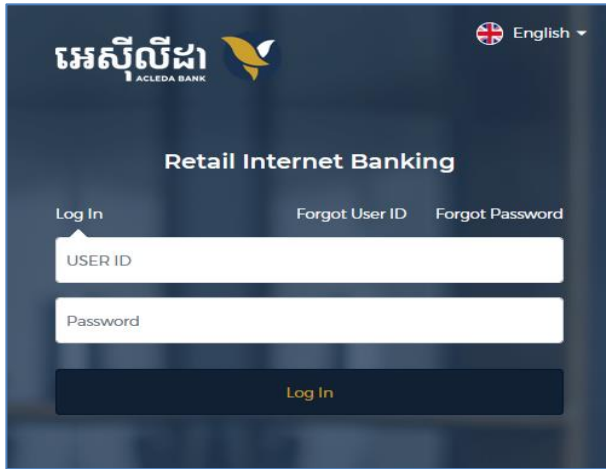 English
អេស៊ីលីដា
ACLEDA BANK
Retail Internet Banking
Log In Forgot User ID Forgot Password
USER ID
Password
Log In